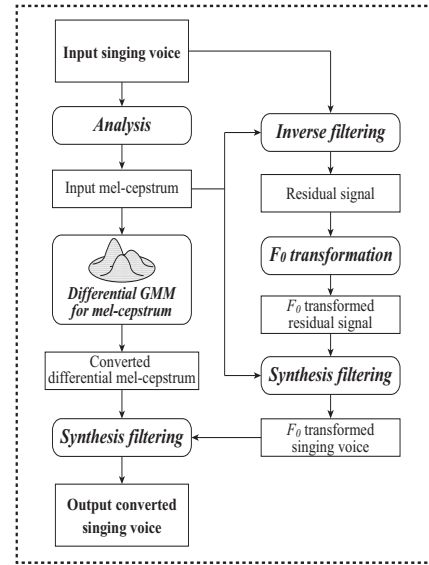 Input singing voice
Analysis
Input mel-cepstrum
Differential GMM
for mel-cepstrum
Converted
differential mel-cepstrum
Synthesis filtering
Output converted
singing voice
Inverse filtering
Residual signal
F0 transformation
F0 transformed
residual signal
Synthesis filtering
F0 transformed
singing voice